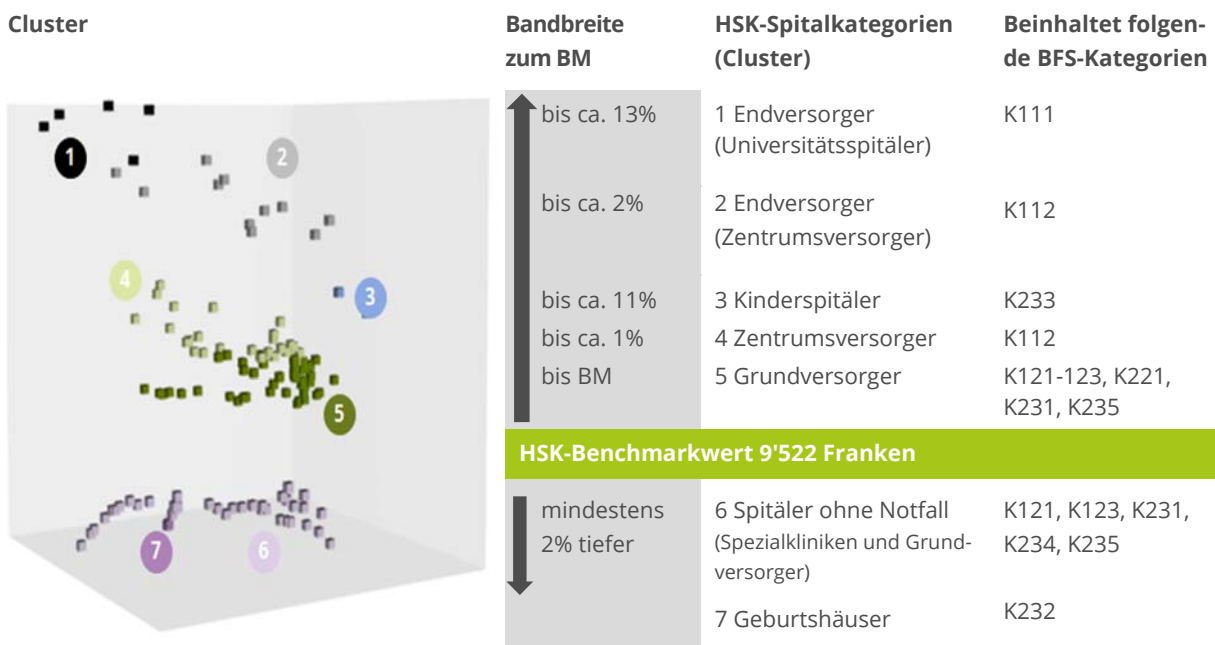 Cluster
Bandbreite
zum BM
HSK-Spitalkategorien
(Cluster)
Beinhaltet folgen-
de BFS-Kategorien
1
2
3
4
5
6
7
bis ca. 13%
1 Endversorger
(Universitätsspitäler)
K111
bis ca. 2%
2 Endversorger
(Zentrumsversorger)
K112
bis ca. 11%
3 Kinderspitäler
K233
bis ca. 1%
4 Zentrumsversorger
K112
bis BM
5 Grundversorger
K121-123, K221,
K231, K235
HSK-Benchmarkwert 9'522 Franken
mindestens
2% tiefer
6 Spitäler ohne Notfall
(Spezialkliniken und Grund-
versorger)
K121, K123, K231,
K234, K235
7 Geburtshäuser
K232